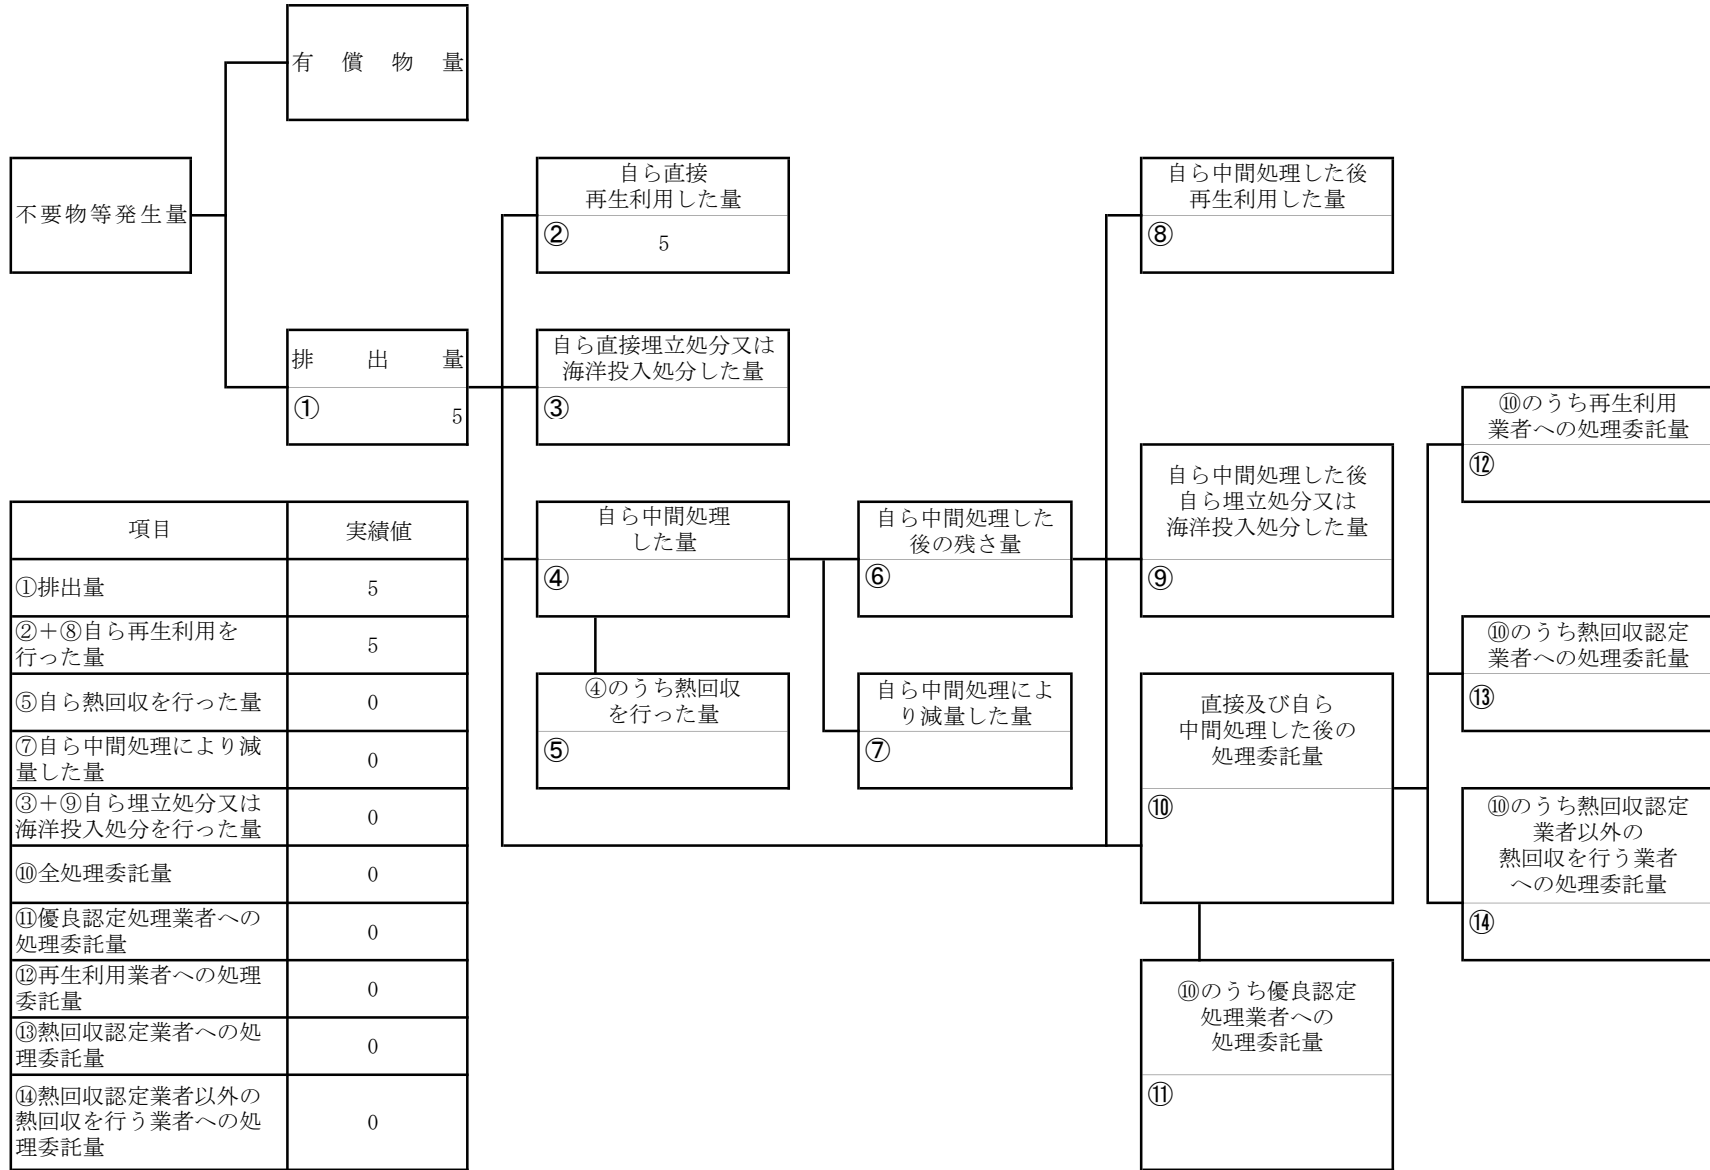 有償物量
不要物等発生量
排出量
①
5
自ら直接
再生利用した量
②
5
自ら直接埋立処分又は
海洋投入処分した量
③
自ら中間処理
した量
④
④のうち熱回収
を行った量
⑤
自ら中間処理した
後の残さ量
⑥
自ら中間処理によ
り減量した量
⑦
自ら中間処理した後
再生利用した量
⑧
自ら中間処理した後
自ら埋立処分又は
海洋投入処分した量
⑨
直接及び自ら
中間処理した後の
処理委託量
⑩
⑩のうち優良認定
処理業者への
処理委託量
⑪
⑩のうち再生利用
業者への処理委託量
⑫
⑩のうち熱回収認定
業者への処理委託量
⑬
⑩のうち熱回収認定
業者以外の
熱回収を行う業者
への処理委託量
⑭
項目 実績値
①排出量 5
②＋⑧自ら再生利用を
行った量 5
⑤自ら熱回収を行った量 0
⑦自ら中間処理により減
量した量 0
③＋⑨自ら埋立処分又は
海洋投入処分を行った量 0
⑩全処理委託量 0
⑪優良認定処理業者への
処理委託量 0
⑫再生利用業者への処理
委託量 0
⑬熱回収認定業者への処
理委託量 0
⑭熱回収認定業者以外の
熱回収を行う業者への処
理委託量 0